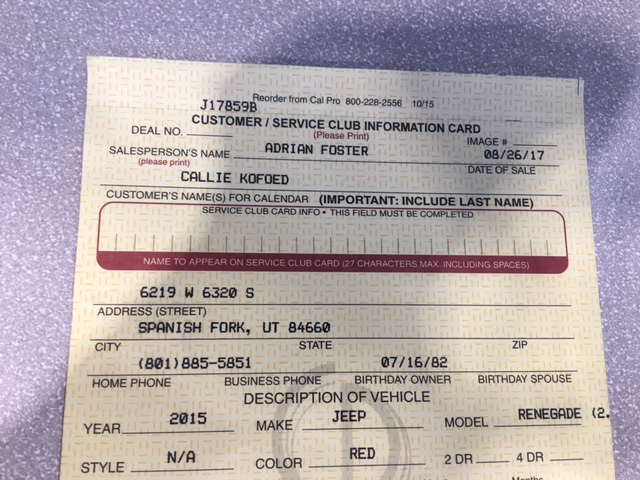 Reorder from Cal Pro 800-228-2556 10/15
J17859B
CUSTOMER / SERVICE CLUB INFORMATION CARD
DEAL NO. (Please Print) IMAGE #
SALESPERSON'S NAME ADRIAN FOSTER 08/26/17
(please print) DATE OF SALE
CALLIE KOFOED
CUSTOMER'S NAME(S) FOR CALENDAR (IMPORTANT: INCLUDE LAST NAME)
SERVICE CLUB CARD INFO • THIS FIELD MUST BE COMPLETED
NAME TO APPEAR ON SERVICE CLUB CARD (27 CHARACTERS MAX. INCLUDING SPACES)
6219 W 6320 S
ADDRESS (STREET)
SPANISH FORK, UT 84660
CITY STATE ZIP
(801)885-5851 07/16/82
HOME PHONE BUSINESS PHONE BIRTHDAY OWNER BIRTHDAY SPOUSE
DESCRIPTION OF VEHICLE
YEAR 2015 MAKE JEEP MODEL RENEGADE (2.
STYLE N/A COLOR RED 2 DR 4 DR
Months